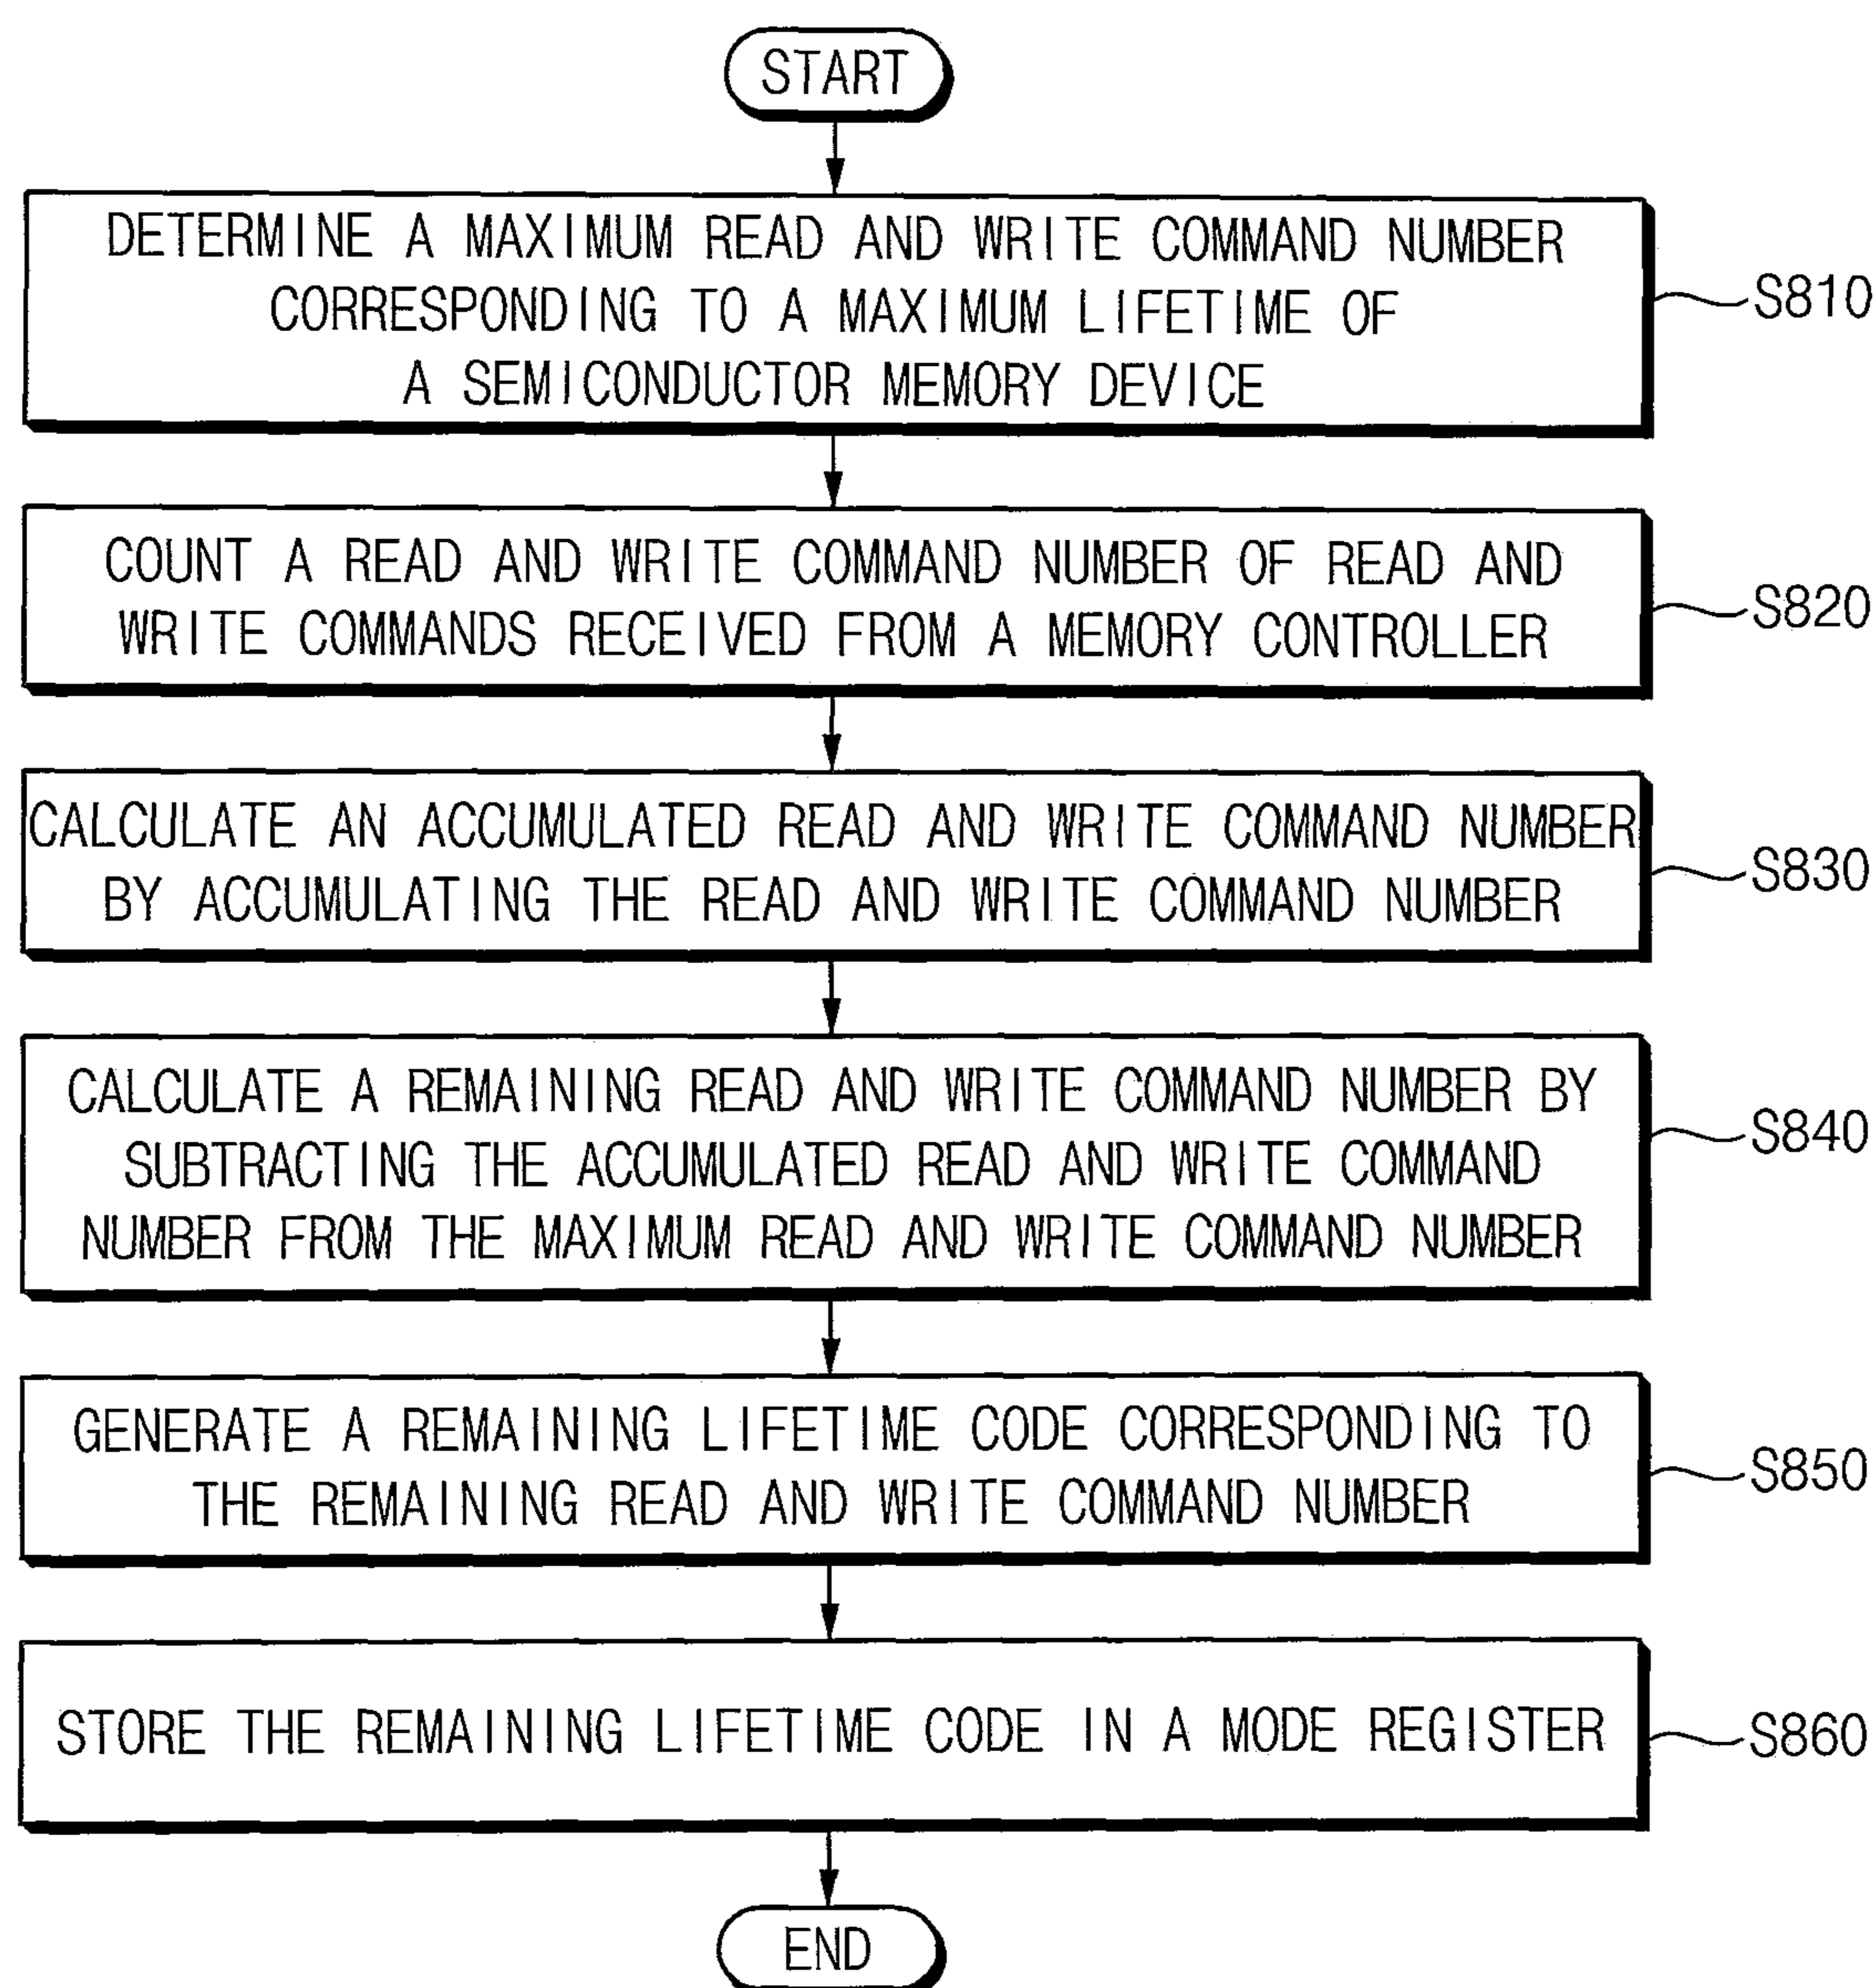 START
DETERMINE A MAXIMUM READ AND WRITE COMMAND NUMBER
CORRESPONDING TO A MAXIMUM LIFETIME OF
A SEMICONDUCTOR MEMORY DEVICE
S810
COUNT A READ AND WRITE COMMAND NUMBER OF READ AND
WRITE COMMANDS RECEIVED FROM A MEMORY CONTROLLER
S820
CALCULATE AN ACCUMULATED READ AND WRITE COMMAND NUMBER
BY ACCUMULATING THE READ AND WRITE COMMAND NUMBER
S830
CALCULATE A REMAINING READ AND WRITE COMMAND NUMBER BY
SUBTRACTING THE ACCUMULATED READ AND WRITE COMMAND
NUMBER FROM THE MAXIMUM READ AND WRITE COMMAND NUMBER
S840
GENERATE A REMAINING LIFETIME CODE CORRESPONDING TO
THE REMAINING READ AND WRITE COMMAND NUMBER
S850
STORE THE REMAINING LIFETIME CODE IN A MODE REGISTER
S860
END